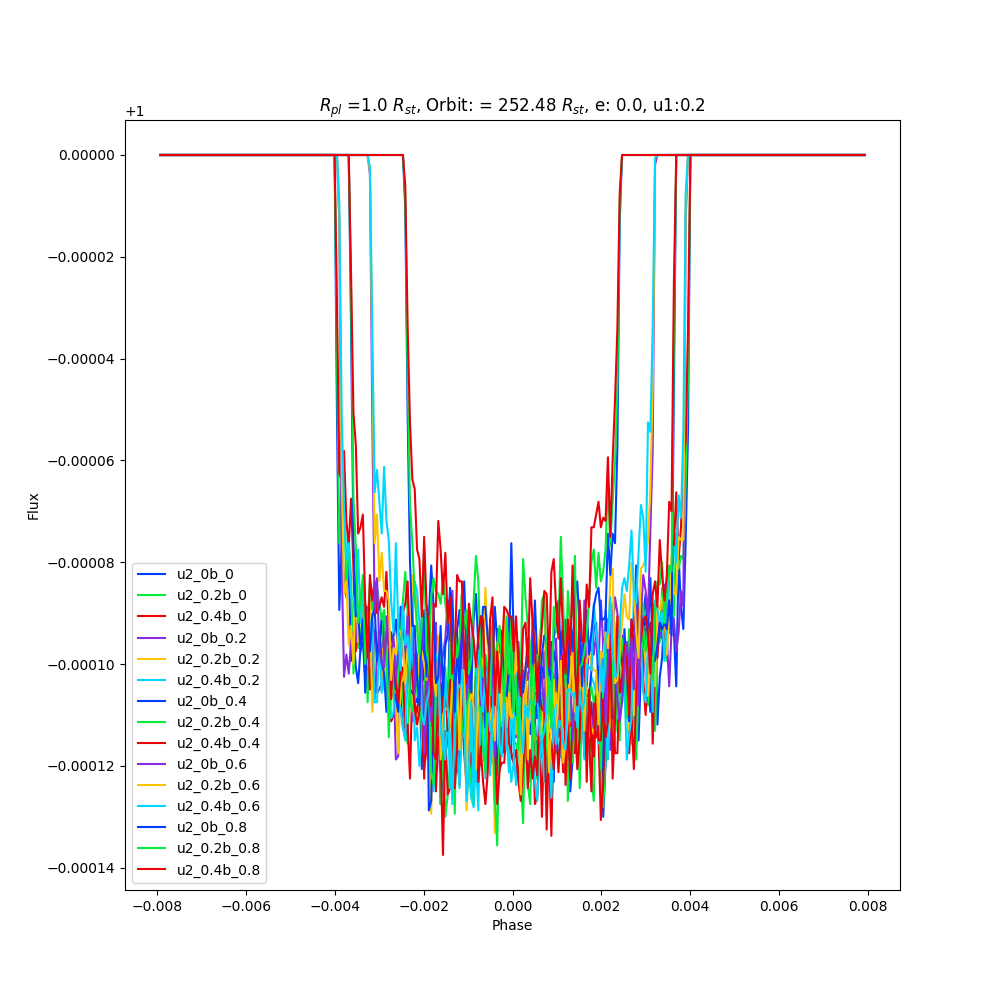 R_pl =1.0 R_st, Orbit: = 252.48 R_st, e: 0.0, u1:0.2
+1
0.00000
−0.00002
−0.00004
−0.00006
−0.00008
−0.00010
−0.00012
−0.00014
Flux
u2_0b_0
u2_0.2b_0
u2_0.4b_0
u2_0b_0.2
u2_0.2b_0.2
u2_0.4b_0.2
u2_0b_0.4
u2_0.2b_0.4
u2_0.4b_0.4
u2_0b_0.6
u2_0.2b_0.6
u2_0.4b_0.6
u2_0b_0.8
u2_0.2b_0.8
u2_0.4b_0.8
−0.008 −0.006 −0.004 −0.002 0.000 0.002 0.004 0.006 0.008
Phase